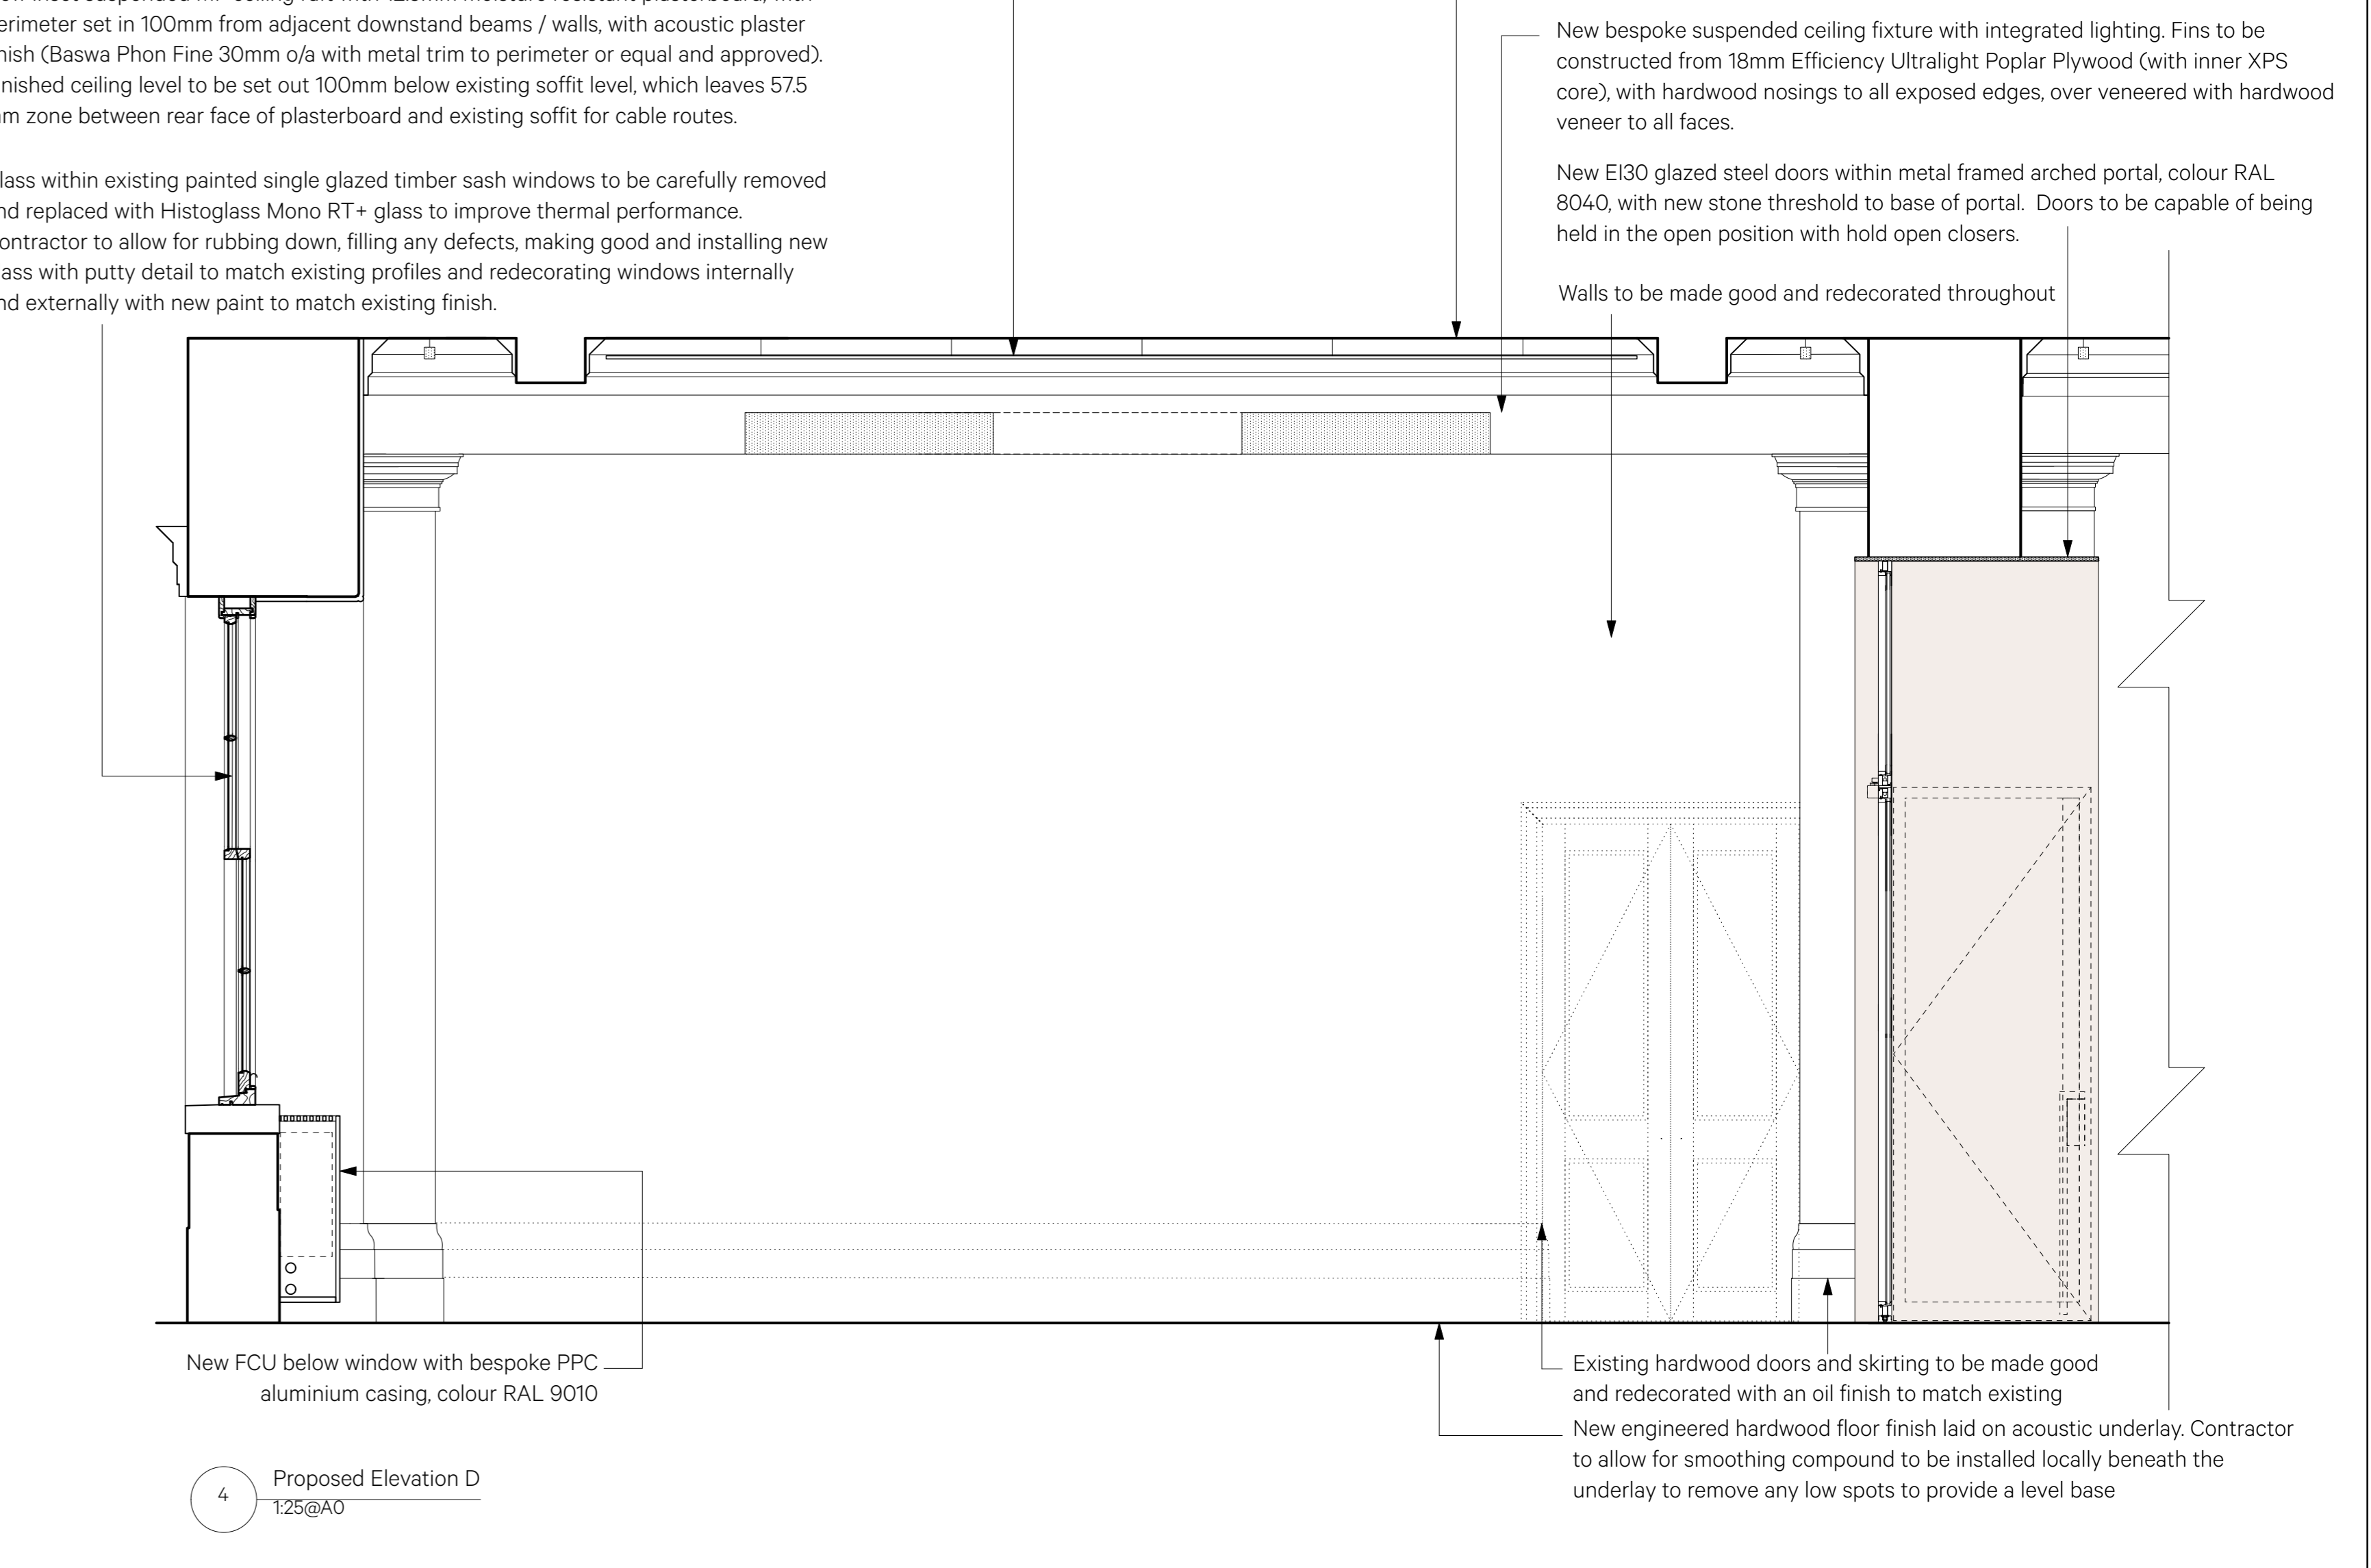 perimeter set in 100mm from adjacent downstand beams / walls, with acoustic plaster
finish (Baswa Phon Fine 30mm o/a with metal trim to perimeter or equal and approved).
Finished ceiling level to be set out 100mm below existing soffit level, which leaves 57.5
mm zone between rear face of plasterboard and existing soffit for cable routes.
Glass within existing painted single glazed timber sash windows to be carefully removed
and replaced with Histoglass Mono RT+ glass to improve thermal performance.
Contractor to allow for rubbing down, filling any defects, making good and installing new
glass with putty detail to match existing profiles and redecorating windows internally
and externally with new paint to match existing finish.
New bespoke suspended ceiling fixture with integrated lighting. Fins to be
constructed from 18mm Efficiency Ultralight Poplar Plywood (with inner XPS
core), with hardwood nosings to all exposed edges, over veneered with hardwood
veneer to all faces.
New EI30 glazed steel doors within metal framed arched portal, colour RAL
8040, with new stone threshold to base of portal. Doors to be capable of being
held in the open position with hold open closers.
Walls to be made good and redecorated throughout
New FCU below window with bespoke PPC
aluminium casing, colour RAL 9010
Existing hardwood doors and skirting to be made good
and redecorated with an oil finish to match existing
New engineered hardwood floor finish laid on acoustic underlay. Contractor
to allow for smoothing compound to be installed locally beneath the
underlay to remove any low spots to provide a level base
4
Proposed Elevation D
1:25@A0